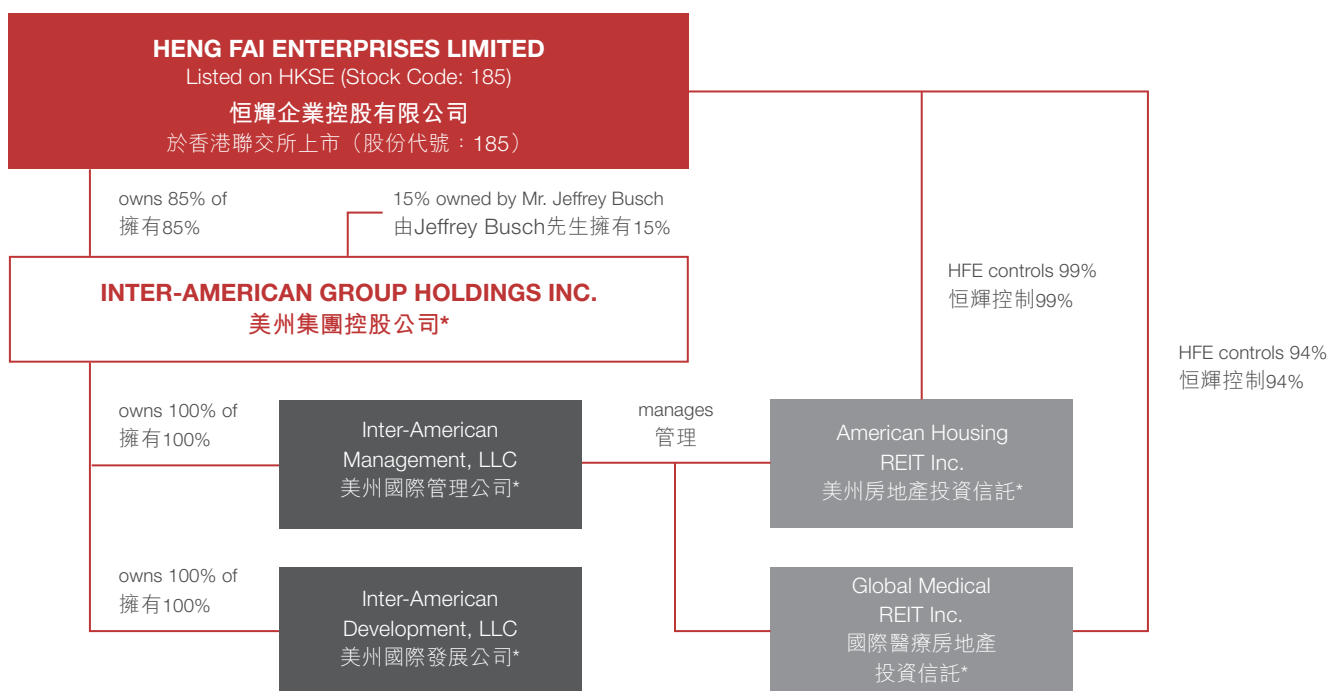 HENG FAI ENTERPRISES LIMITED
Listed on HKSE (Stock Code: 185)
恒輝企業控股有限公司
於香港聯交所上市（股份代號：185）
owns 85% of
擁有85%
15% owned by Mr. Jeffrey Busch
由Jeffrey Busch先生擁有15%
INTER-AMERICAN GROUP HOLDINGS INC.
美州集團控股公司*
HFE controls 99%
恒輝控制99%
HFE controls 94%
恒輝控制94%
owns 100% of
擁有100%
Inter-American
Management, LLC
美州國際管理公司*
manages
管理
American Housing
REIT Inc.
美州房地產投資信託*
owns 100% of
擁有100%
Inter-American
Development, LLC
美州國際發展公司*
Global Medical
REIT Inc.
國際醫療房地產
投資信託*